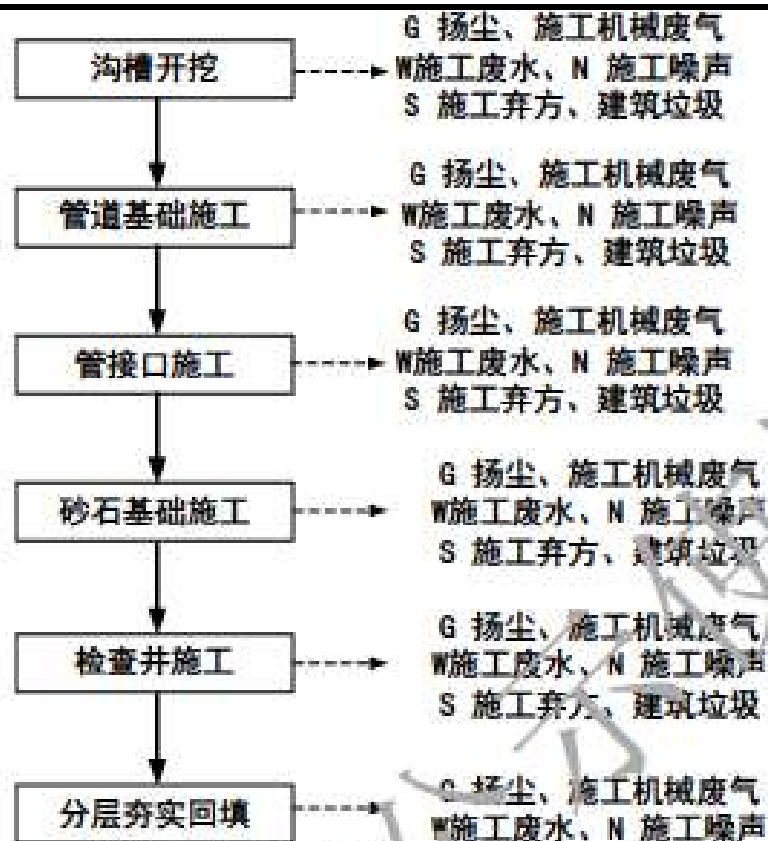 G 扬尘、施工机械废气
沟槽开挖
W施工废水、N 施工噪声
S 施工弃方、建筑垃圾
G 扬尘、施工机械废气
管道基础施工
W施工废水、N 施工噪声
S 施工弃方、建筑垃圾
G 扬尘、施工机械废气
管接口施工
W施工废水、N 施工噪声
S 施工弃方、建筑垃圾
G 扬尘、施工机械废气
砂石基础施工
W施工废水、N 施工噪声
S 施工弃方、建筑垃圾
G 扬尘、施工机械废气
检查井施工
W施工废水、N 施工噪声
S 施工弃方、建筑垃圾
G 扬尘、施工机械废气
分层夯实回填
W施工废水、N 施工噪声